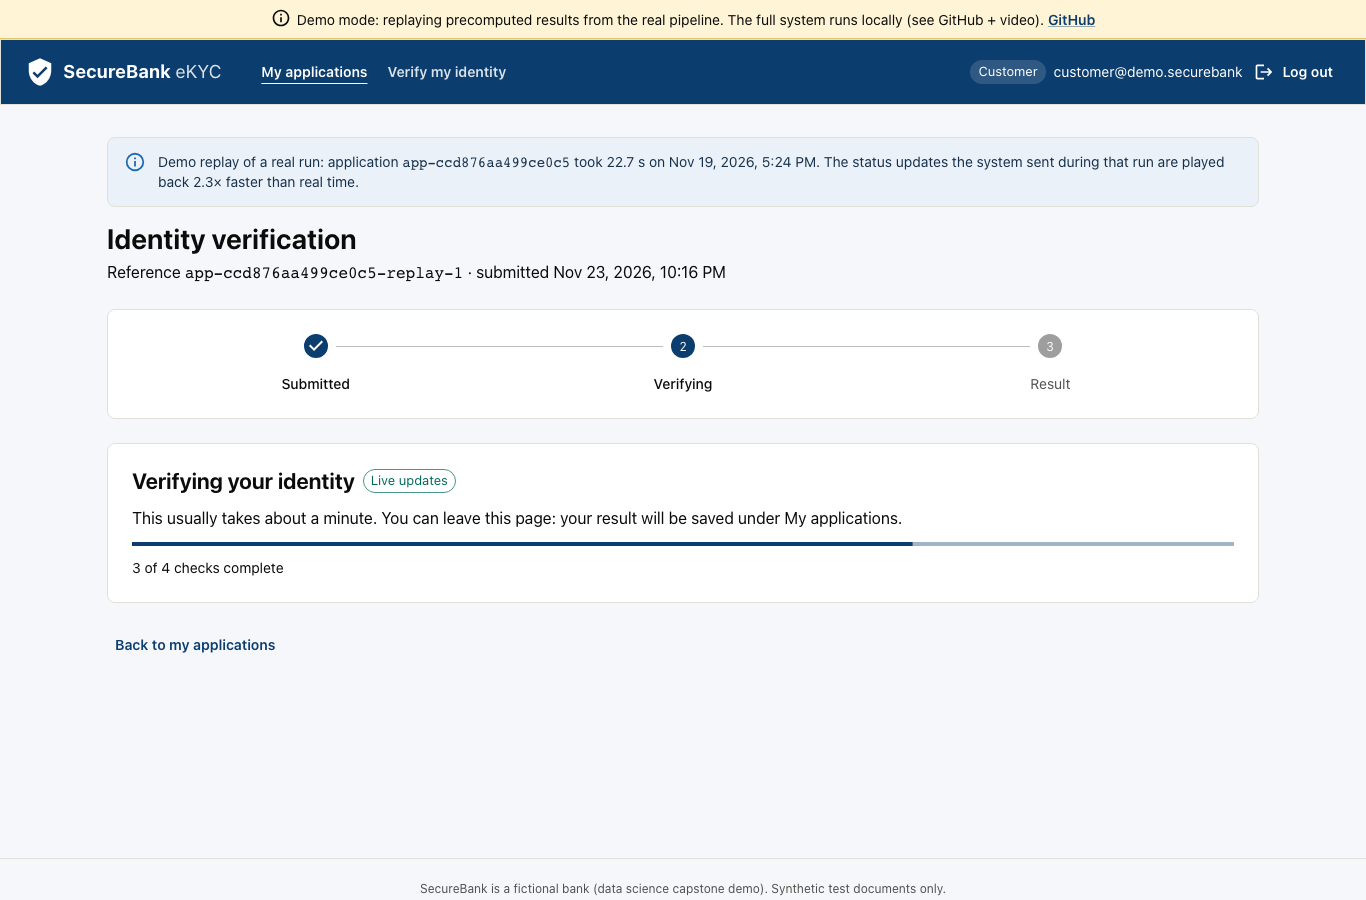 Demo mode: replaying precomputed results from the real pipeline. The full system runs locally (see GitHub + video). GitHub
SecureBank eKYC My applications Verify my identity Customer customer@demo.securebank Log out
Demo replay of a real run: application app-ccd876aa499ce0c5 took 22.7 s on Nov 19, 2026, 5:24 PM. The status updates the system sent during that run are played
back 2.3× faster than real time.
Identity verification
Reference app-ccd876aa499ce0c5-replay-1 · submitted Nov 23, 2026, 10:16 PM
2 3
Submitted Verifying Result
Verifying your identity Live updates
This usually takes about a minute. You can leave this page: your result will be saved under My applications.
3 of 4 checks complete
Back to my applications
SecureBank is a fictional bank (data science capstone demo). Synthetic test documents only.